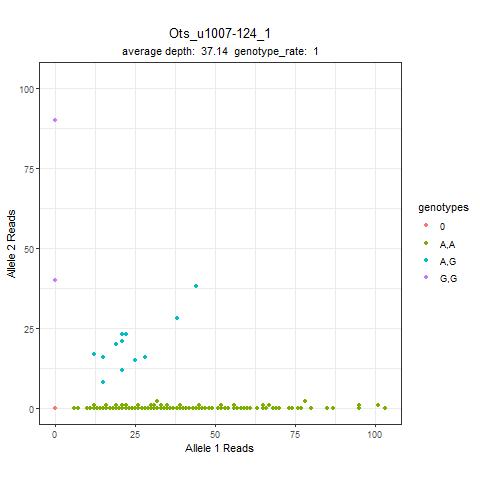 Ots_u1007-124_1
average depth:  37.14  genotype_rate:  1
100
75
50
25
0
Allele 2 Reads
0 25 50 75 100
Allele 1 Reads
genotypes
0
A,A
A,G
G,G